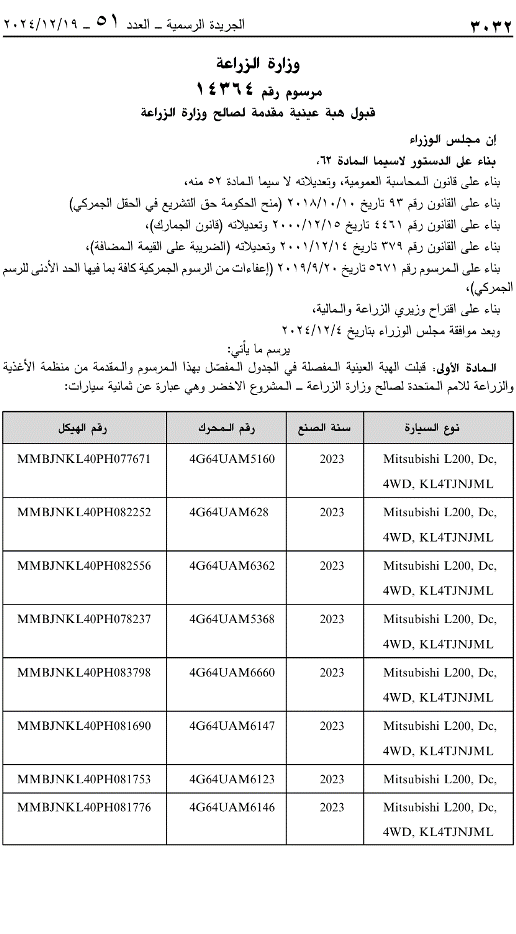 ٣٠٣٢
الجريدة الرسمية ــ العدد ٥١ ــ ٢٠٢٤/١٢/١٩
وزارة الزراعة
مرسوم رقم ١٤٣٦٤
قبول هبة عينية مقدمة لصالح وزارة الزراعة
إن مجلس الوزراء
بناء على الدستور لاسيما المادة ٦٢،
بناء على قانون المحاسبة العمومية، وتعديلاته لا سيما المادة ٥٢ منه،
بناء على القانون رقم ٩٣ تاريخ ٢٠١٨/١٠/١٠ (منح الحكومة حق التشريع في الحقل الجمركي)
بناء على القانون رقم ٤٤٦١ تاريخ ٢٠٠٠/١٢/١٥ وتعديلاته (قانون الجمارك)،
بناء على القانون رقم ٣٧٩ تاريخ ٢٠٠١/١٢/١٤ وتعديلاته (الضريبة على القيمة المضافة)،
بناء على المرسوم رقم ٥٦٧١ تاريخ ٢٠١٩/٩/٢٠ (إعفاءات من الرسوم الجمركية كافة بما فيها الحد الأدنى للرسم
الجمركي)،
بناء على اقتراح وزيري الزراعة والمالية،
وبعد موافقة مجلس الوزراء بتاريخ ٢٠٢٤/١٢/٤
يرسم ما يأتي:
المادة الأولى: قبلت الهبة العينية المفصلة في الجدول المفصّل بهذا المرسوم والمقدمة من منظمة الأغذية
والزراعة للامم المتحدة لصالح وزارة الزراعة ــ المشروع الاخضر وهي عبارة عن ثمانية سيارات:
نوع السيارة سنة الصنع رقم المحرك رقم الهيكل
Mitsubishi L200, Dc, 2023 4G64UAM5160 MMBJNKL40PH077671
4WD, KL4TJNJML
Mitsubishi L200, Dc, 2023 4G64UAM628 MMBJNKL40PH082252
4WD, KL4TJNJML
Mitsubishi L200, Dc, 2023 4G64UAM6362 MMBJNKL40PH082556
4WD, KL4TJNJML
Mitsubishi L200, Dc, 2023 4G64UAM5368 MMBJNKL40PH078237
4WD, KL4TJNJML
Mitsubishi L200, Dc, 2023 4G64UAM6660 MMBJNKL40PH083798
4WD, KL4TJNJML
Mitsubishi L200, Dc, 2023 4G64UAM6147 MMBJNKL40PH081690
4WD, KL4TJNJML
Mitsubishi L200, Dc, 2023 4G64UAM6123 MMBJNKL40PH081753
Mitsubishi L200, Dc, 2023 4G64UAM6146 MMBJNKL40PH081776
4WD, KL4TJNJML